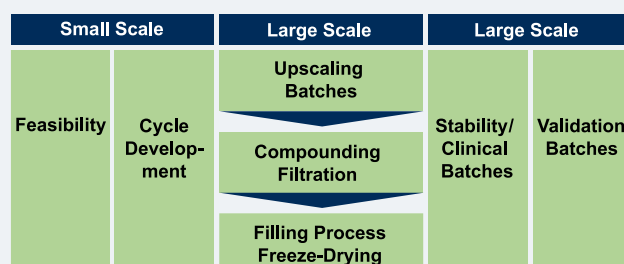 Small Scale
Large Scale
Large Scale
Feasibility
Cycle
Develop-
ment
Upscaling
Batches
Compounding
Filtration
Filling Process
Freeze-Drying
Stability/
Clinical
Batches
Validation
Batches